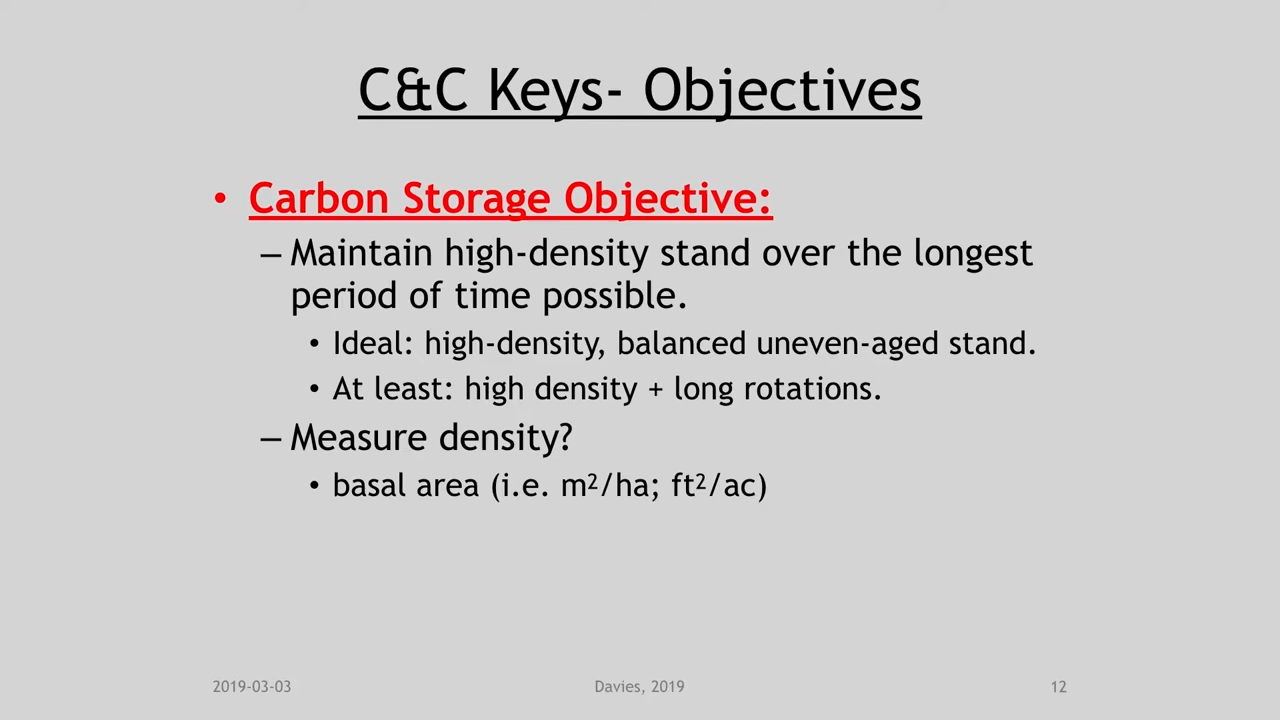 C&C Keys- Objectives
• Carbon Storage Objective:
– Maintain high-density stand over the longest
period of time possible.
• Ideal: high-density, balanced uneven-aged stand.
• At least: high density + long rotations.
– Measure density?
• basal area (i.e. m²/ha; ft²/ac)
2019-03-03 Davies, 2019 12